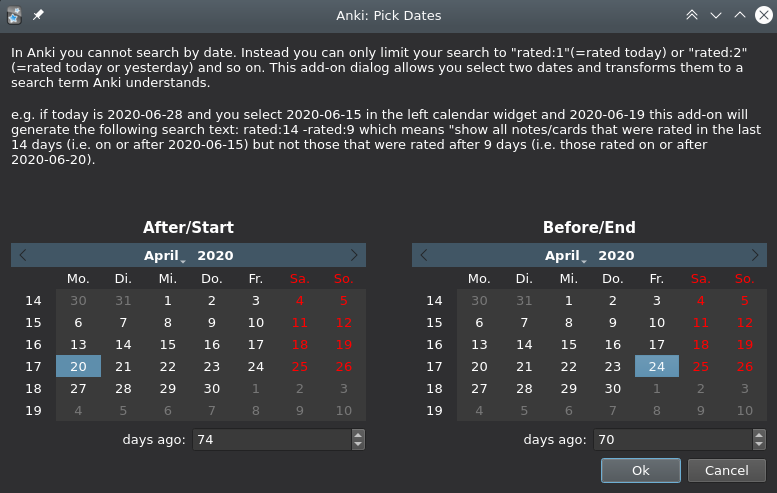 Anki: Pick Dates
In Anki you cannot search by date. Instead you can only limit your search to "rated:1"(=rated today) or "rated:2"
(=rated today or yesterday) and so on. This add-on dialog allows you select two dates and transforms them to a
search term Anki understands.
e.g. if today is 2020-06-28 and you select 2020-06-15 in the left calendar widget and 2020-06-19 this add-on will
generate the following search text: rated:14 -rated:9 which means "show all notes/cards that were rated in the last
14 days (i.e. on or after 2020-06-15) but not those that were rated after 9 days (i.e. those rated on or after
2020-06-20).
After/Start
April 2020
Mo. Di. Mi. Do. Fr. Sa. So.
14 30 31 1 2 3 4 5
15 6 7 8 9 10 11 12
16 13 14 15 16 17 18 19
17 20 21 22 23 24 25 26
18 27 28 29 30 1 2 3
19 4 5 6 7 8 9 10
days ago: 74
Before/End
April 2020
Mo. Di. Mi. Do. Fr. Sa. So.
14 30 31 1 2 3 4 5
15 6 7 8 9 10 11 12
16 13 14 15 16 17 18 19
17 20 21 22 23 24 25 26
18 27 28 29 30 1 2 3
19 4 5 6 7 8 9 10
days ago: 70
Ok Cancel